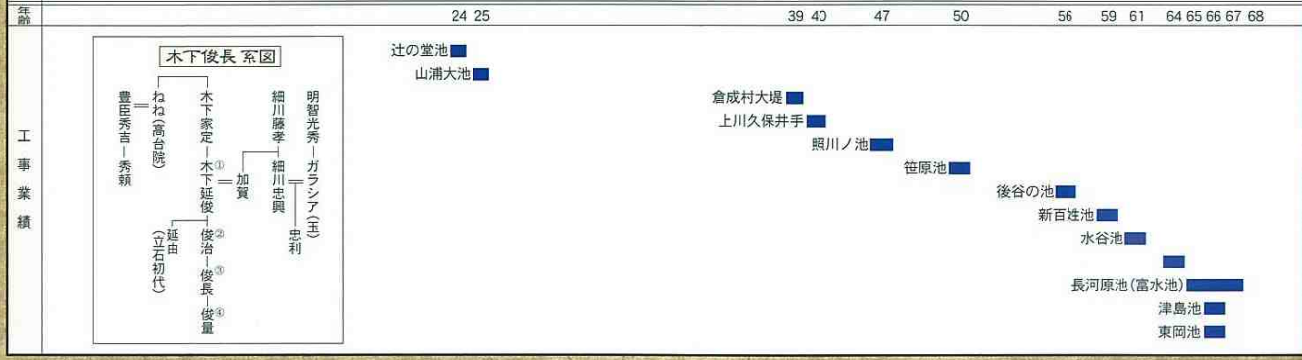 年齢
24 25 39 40 47 50 56 59 61 64 65 66 67 68
工事業績
木下俊長系図
明智光秀
ガラシア(玉)
忠利
細川藤孝
細川忠興
加賀
木下家定
①木下延俊
②俊治
③俊長
④俊量
延由
(立石初代)
ねね(高台院)
豊臣秀吉
秀頼
辻の堂池
山浦大池
倉成村大堤
上川久保井手
照川ノ池
笹原池
後谷の池
新百姓池
水谷池
長河原池(富水池)
津島池
東岡池